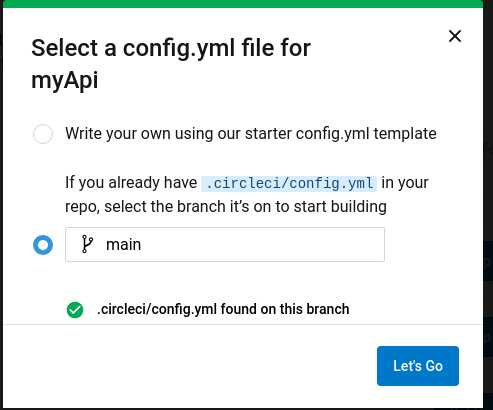 Select a config.yml file for
myApi
Write your own using our starter config.yml template
If you already have .circleci/config.yml in your
repo, select the branch it’s on to start building
main
.circleci/config.yml found on this branch
Let's Go